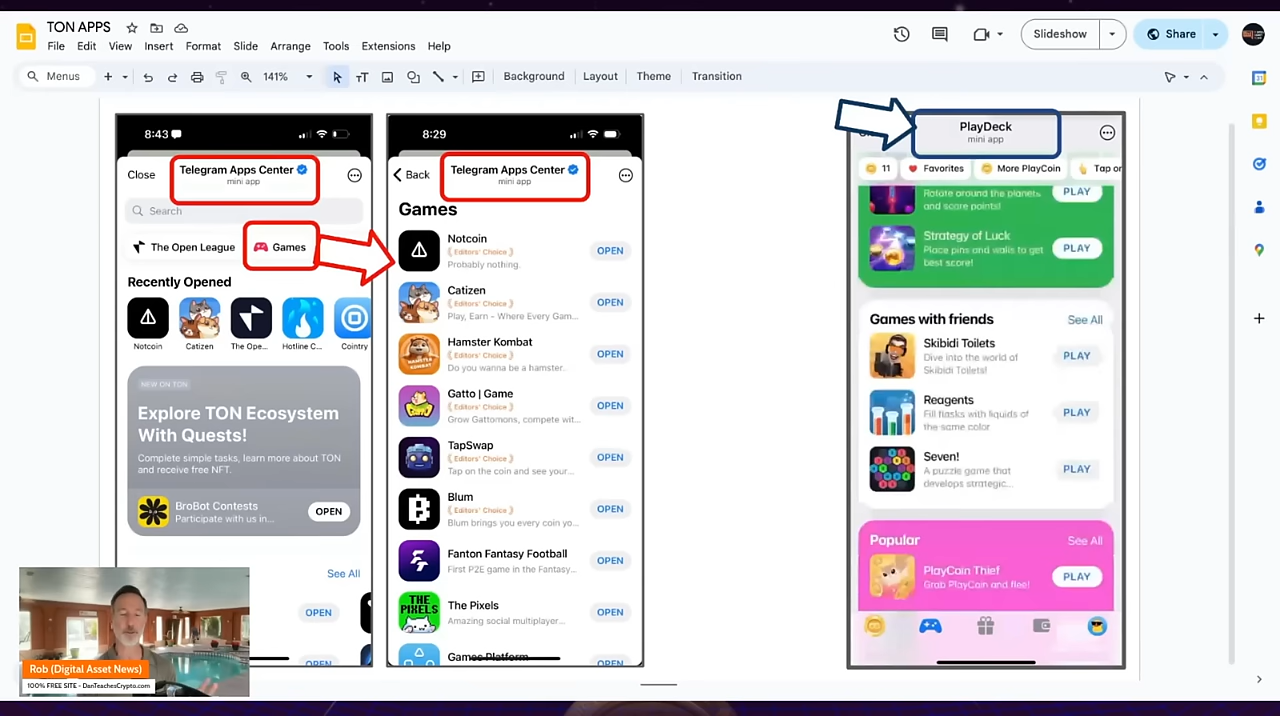 TON APPS
File Edit View Insert Format Slide Arrange Tools Extensions Help
Slideshow
Share
Menus
141%
Background Layout Theme Transition
8:43
Close
Telegram Apps Center
mini app
Search
The Open League
Games
Recently Opened
Notcoin
Catizen
The Ope...
Hotline C...
Cointry
NEW ON TON
Explore TON Ecosystem
With Quests!
Complete simple tasks, learn more about TON
and receive free NFT.
BroBot Contests
Participate with us in...
OPEN
See All
OPEN
OPEN
8:29
Back
Telegram Apps Center
mini app
Games
Notcoin
Editors' Choice
Probably nothing.
OPEN
Catizen
Editors' Choice
Play, Earn – Where Every Gam...
OPEN
Hamster Kombat
Editors' Choice
Do you wanna be a hamster.
OPEN
Gatto | Game
Editors' Choice
Grow Gattomons, compete wit...
OPEN
TapSwap
Editors' Choice
Tap on the coin and see your...
OPEN
Blum
Editors' Choice
Blum brings you every coin yo...
OPEN
Fanton Fantasy Football
First P2E game in the Fantasy...
OPEN
THE PIXELS
The Pixels
Amazing social multiplayer...
OPEN
Games Platform
OPEN
PlayDeck
mini app
11
Favorites
More PlayCoin
Tap or
Rotate around the planets
and score points!
PLAY
Strategy of Luck
Place pins and walls to get
best score!
PLAY
Games with friends
See All
Skibidi Toilets
Dive into the world of
Skibidi Toilets!
PLAY
Reagents
Fill flasks with liquids of
the same color
PLAY
Seven!
A puzzle game that
develops strategic...
PLAY
Popular
See All
PlayCoin Thief
Grab PlayCoin and flee!
PLAY
Rob (Digital Asset News)
100% FREE SITE - DanTeachesCrypto.com